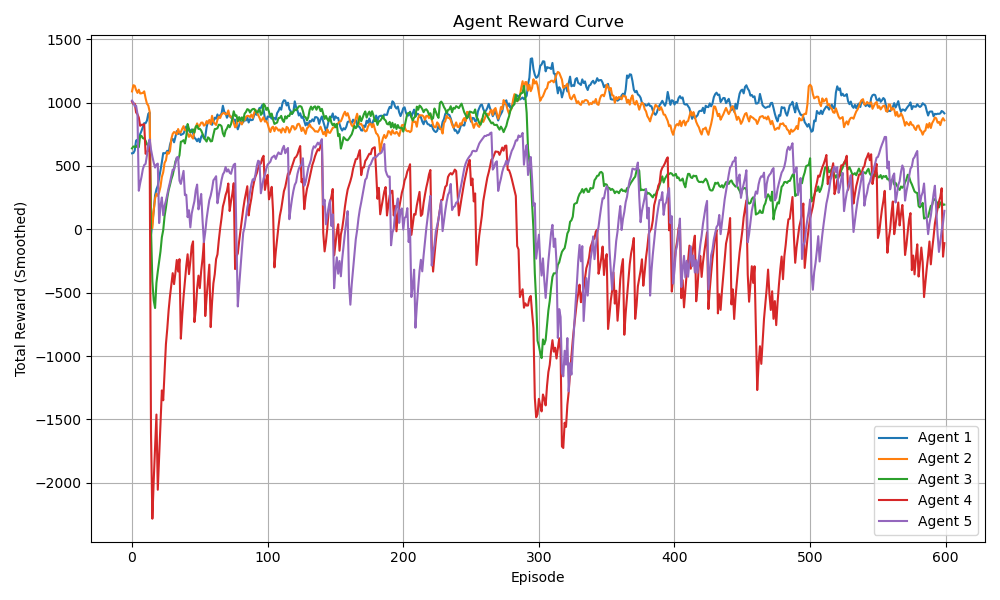 Agent Reward Curve
Total Reward (Smoothed)
1500
1000
500
0
−500
−1000
−1500
−2000
0 100 200 300 400 500 600
Episode
Agent 1
Agent 2
Agent 3
Agent 4
Agent 5